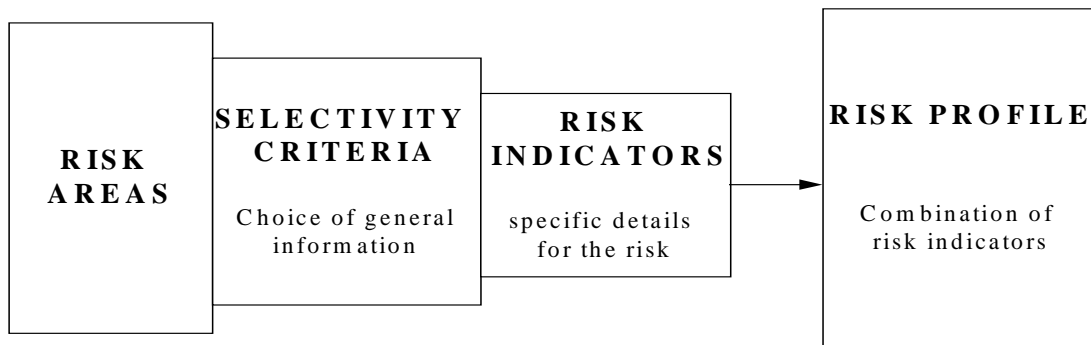 RISK
AREAS
SELECTIVITY
CRITERIA
Choice of general
information
RISK
INDICATORS
specific details
for the risk
RISK PROFILE
Combination of
risk indicators